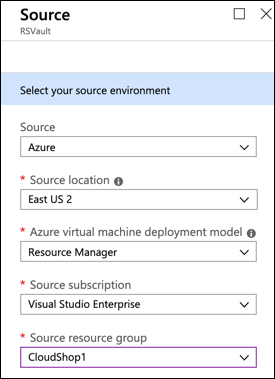 Source
RSVault
Select your source environment
Source
Azure
* Source location
East US 2
* Azure virtual machine deployment model
Resource Manager
* Source subscription
Visual Studio Enterprise
* Source resource group
CloudShop1